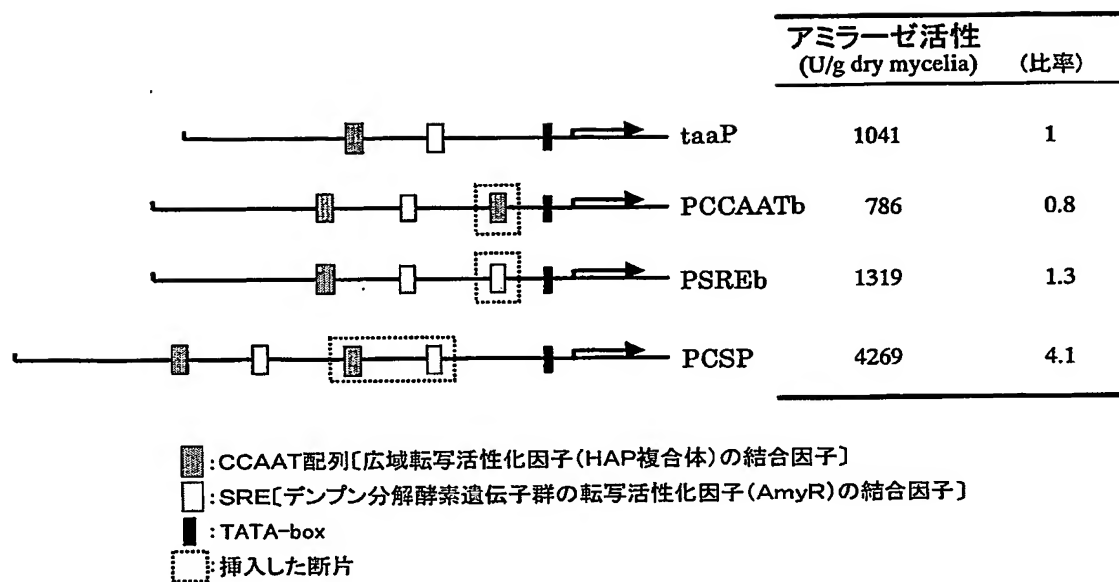 アミラーゼ活性
(U/g dry mycelia) (比率)
taaP 1041 1
PCCAATb 786 0.8
PSREb 1319 1.3
PCSP 4269 4.1
:CCAAT配列[広域転写活性化因子(HAP複合体)の結合因子]
:SRE[デンプン分解酵素遺伝子群の転写活性化因子(AmyR)の結合因子]
:TATA-box
:挿入した断片